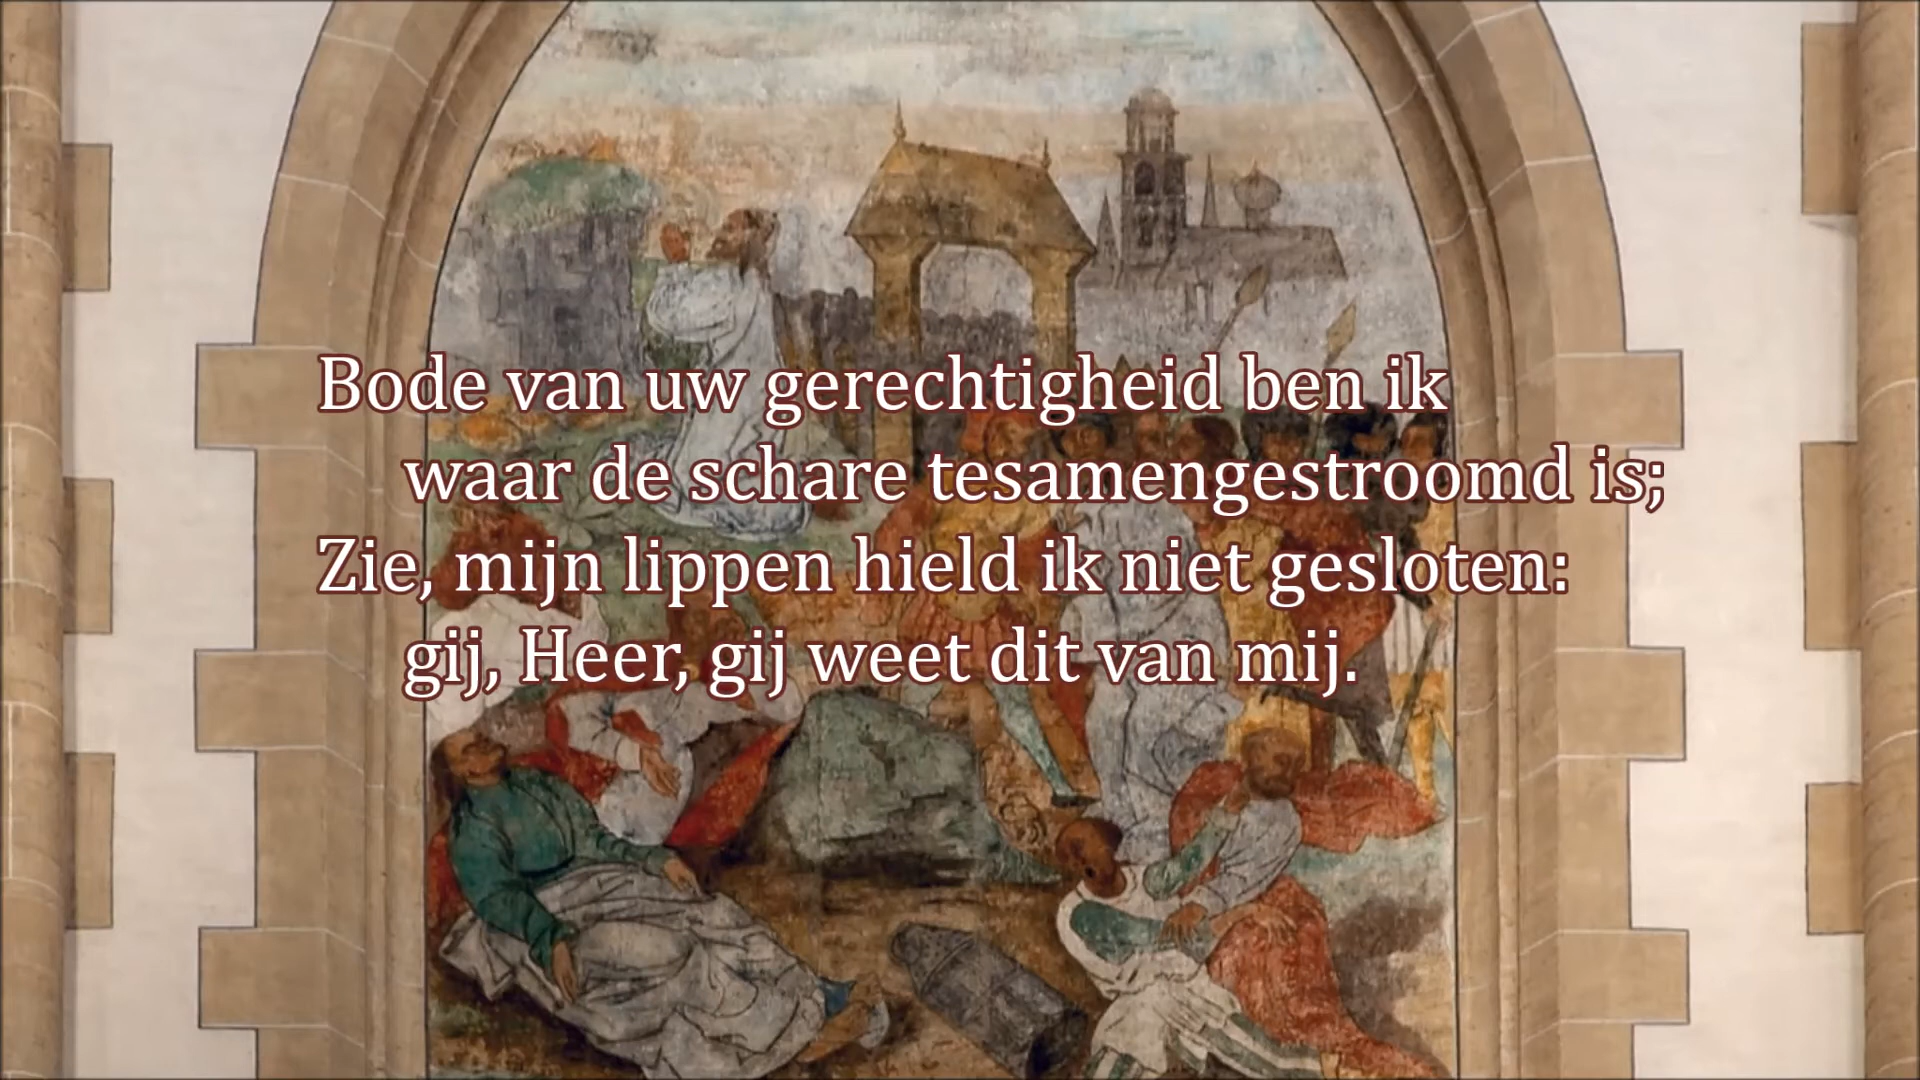 Bode van uw gerechtigheid ben ik
waar de schare tesamengestroomd is;
Zie, mijn lippen hield ik niet gesloten:
gij, Heer, gij weet dit van mij.